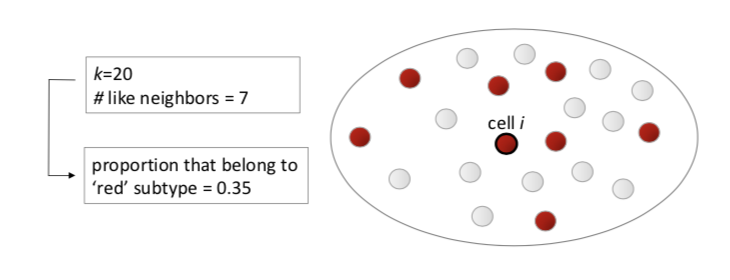 k=20
# like neighbors = 7
proportion that belong to
‘red’ subtype = 0.35
cell i